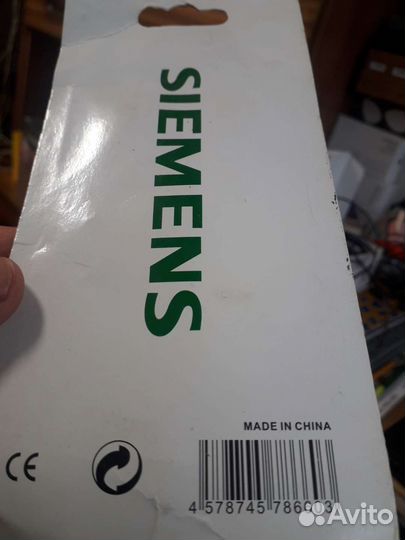 SIEMENS
MADE IN CHINA
CE
4 578745 786003
Avito